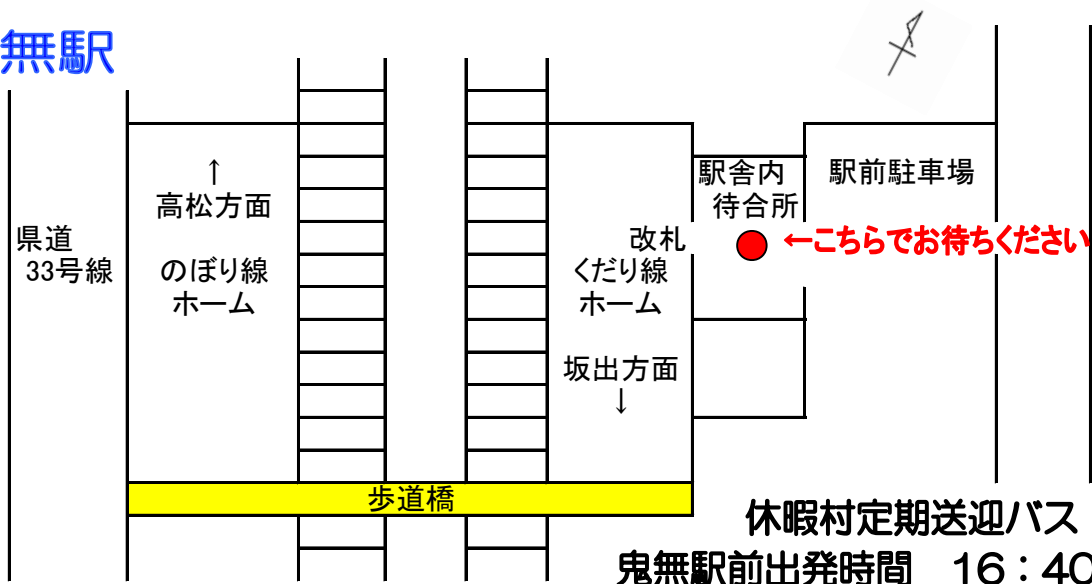 無駅
↑
高松方面
のぼり線
ホーム
県道
33号線
改札
くだり線
ホーム
坂出方面
↓
駅舎内
待合所
駅前駐車場
←こちらでお待ちください
歩道橋
休暇村定期送迎バス
鬼無駅前出発時間 16：40